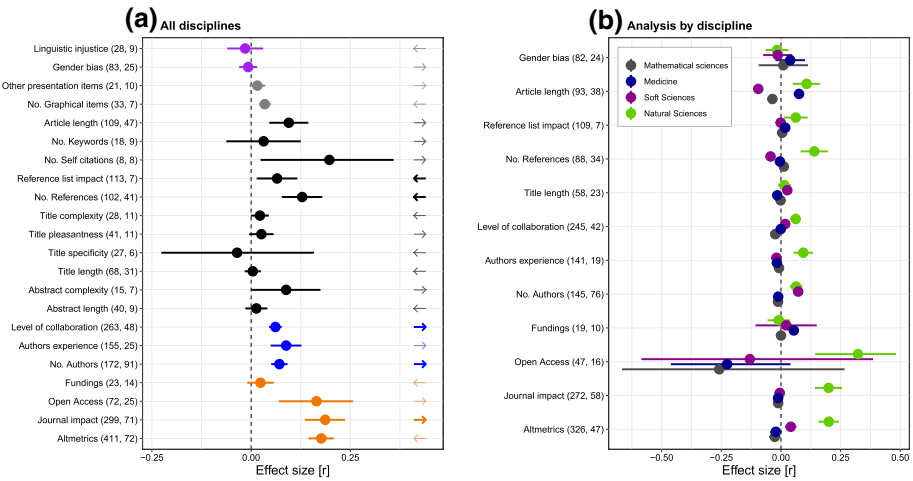 (a) All disciplines
Linguistic injustice (28, 9)
Gender bias (83, 25)
Other presentation items (21, 10)
No. Graphical items (33, 7)
Article length (109, 47)
No. Keywords (18, 9)
No. Self citations (8, 8)
Reference list impact (113, 7)
No. References (102, 41)
Title complexity (28, 11)
Title pleasantness (41, 11)
Title specificity (27, 6)
Title length (68, 31)
Abstract complexity (15, 7)
Abstract length (40, 9)
Level of collaboration (263, 48)
Authors experience (155, 25)
No. Authors (172, 91)
Fundings (23, 14)
Open Access (72, 25)
Journal impact (299, 71)
Altmetrics (411, 72)
−0.25 0.00 0.25
Effect size [r]
(b) Analysis by discipline
Mathematical sciences
Medicine
Soft Sciences
Natural Sciences
Gender bias (82, 24)
Article length (93, 38)
Reference list impact (109, 7)
No. References (88, 34)
Title length (58, 23)
Level of collaboration (245, 42)
Authors experience (141, 19)
No. Authors (145, 76)
Fundings (19, 10)
Open Access (47, 16)
Journal impact (272, 58)
Altmetrics (326, 47)
−0.50 −0.25 0.00 0.25 0.50
Effect size [r]